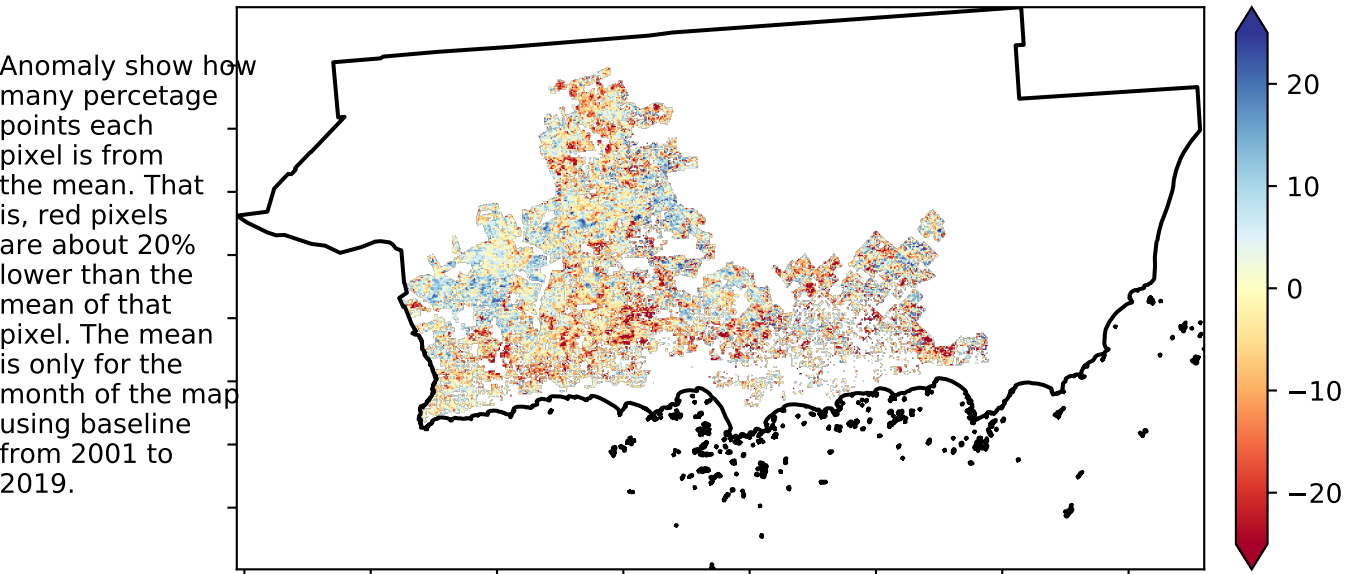 Anomaly show how
many percetage
points each
pixel is from
the mean. That
is, red pixels
are about 20%
lower than the
mean of that
pixel. The mean
is only for the
month of the map
using baseline
from 2001 to
2019.
20
10
0
−10
−20